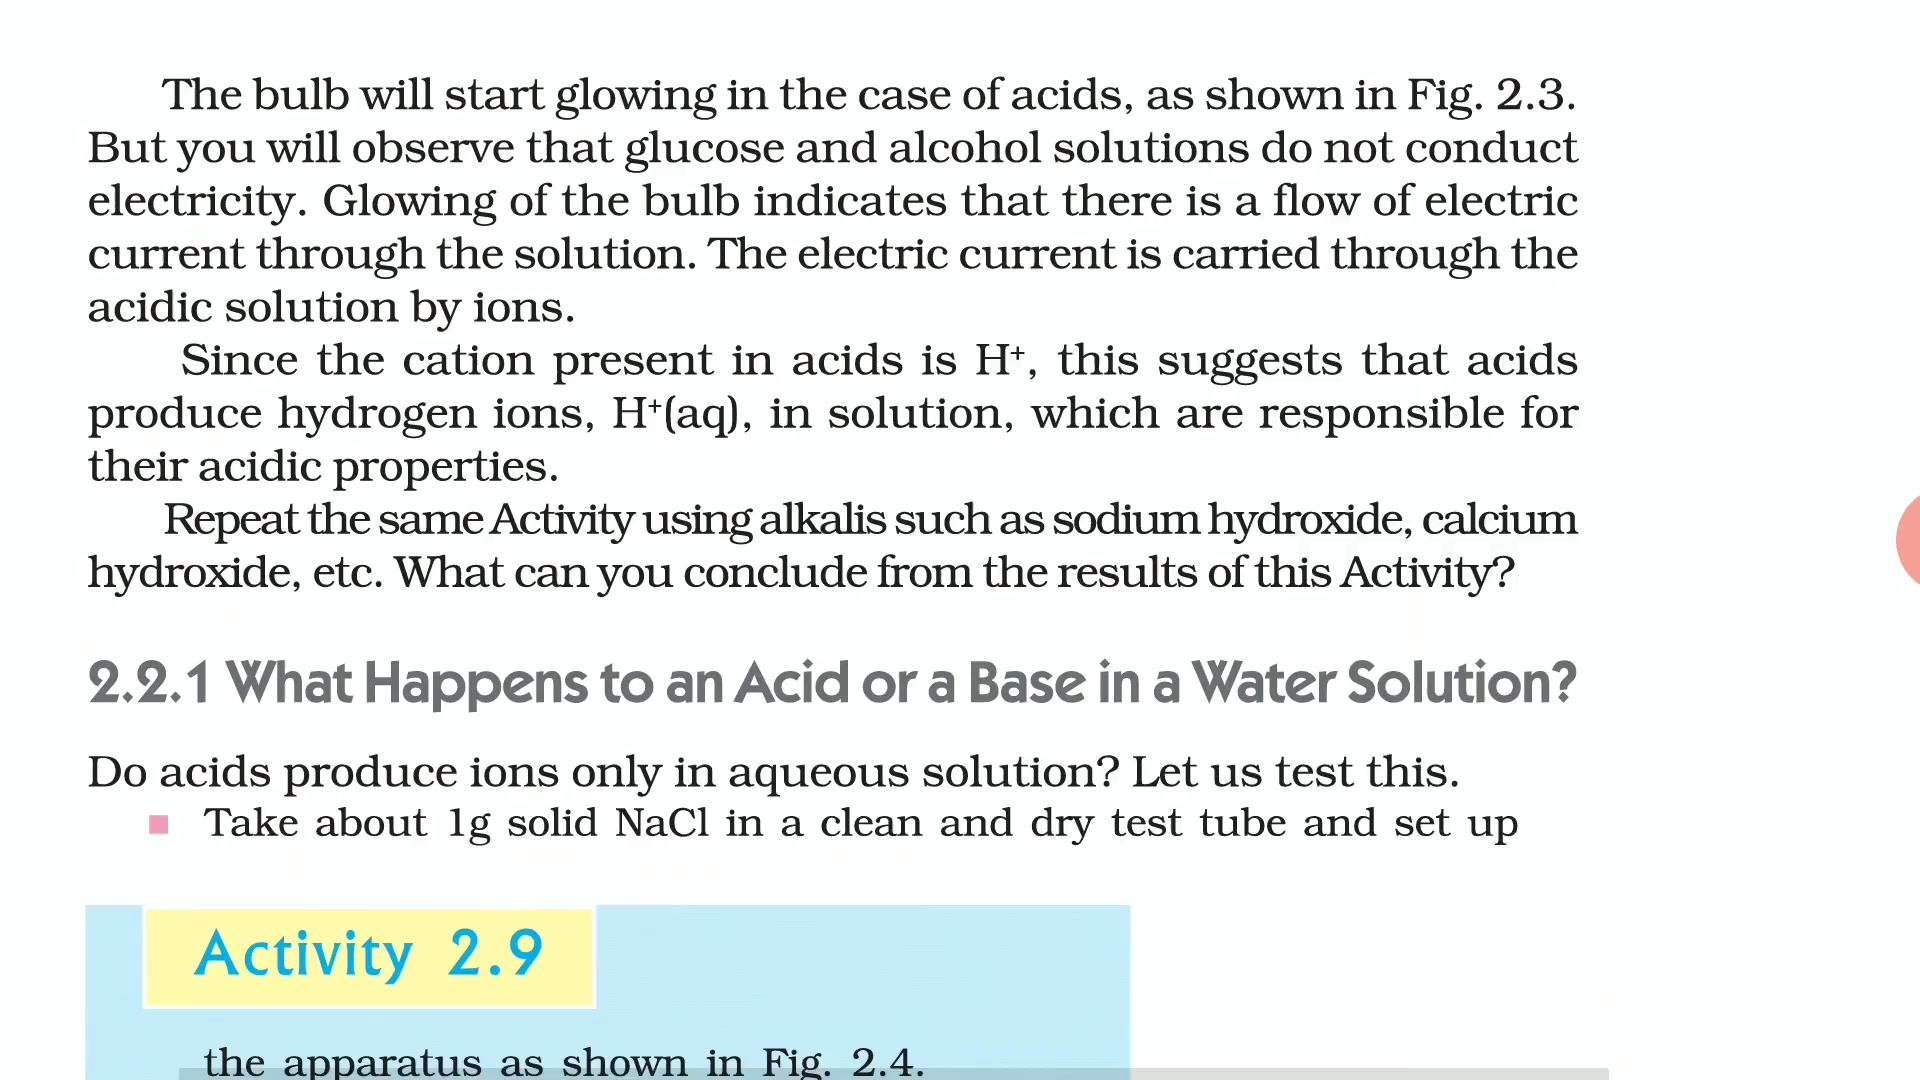 The bulb will start glowing in the case of acids, as shown in Fig. 2.3.
But you will observe that glucose and alcohol solutions do not conduct
electricity. Glowing of the bulb indicates that there is a flow of electric
current through the solution. The electric current is carried through the
acidic solution by ions.
Since the cation present in acids is H⁺, this suggests that acids
produce hydrogen ions, H⁺(aq), in solution, which are responsible for
their acidic properties.
Repeat the same Activity using alkalis such as sodium hydroxide, calcium
hydroxide, etc. What can you conclude from the results of this Activity?
2.2.1 What Happens to an Acid or a Base in a Water Solution?
Do acids produce ions only in aqueous solution? Let us test this.
■ Take about 1g solid NaCl in a clean and dry test tube and set up
Activity 2.9
the apparatus as shown in Fig. 2.4.